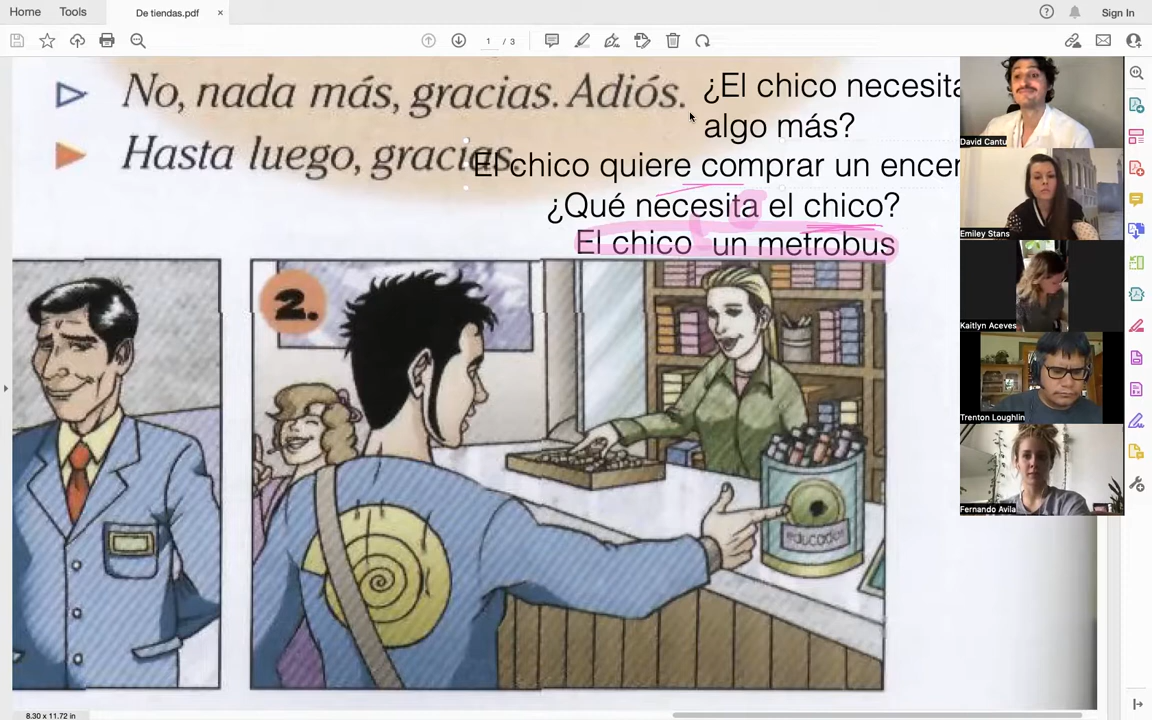 Home
Tools
De tiendas.pdf
Sign In
1 / 3
No, nada más, gracias. Adiós.
Hasta luego, gracias.
¿El chico necesita
algo más?
El chico quiere comprar un encen
¿Qué necesita el chico?
El chico un metrobus
2.
educador
David Cantu
Emiley Stans
Kaitlyn Aceves
Trenton Loughlin
Fernando Avila
8.30 x 11.72 in